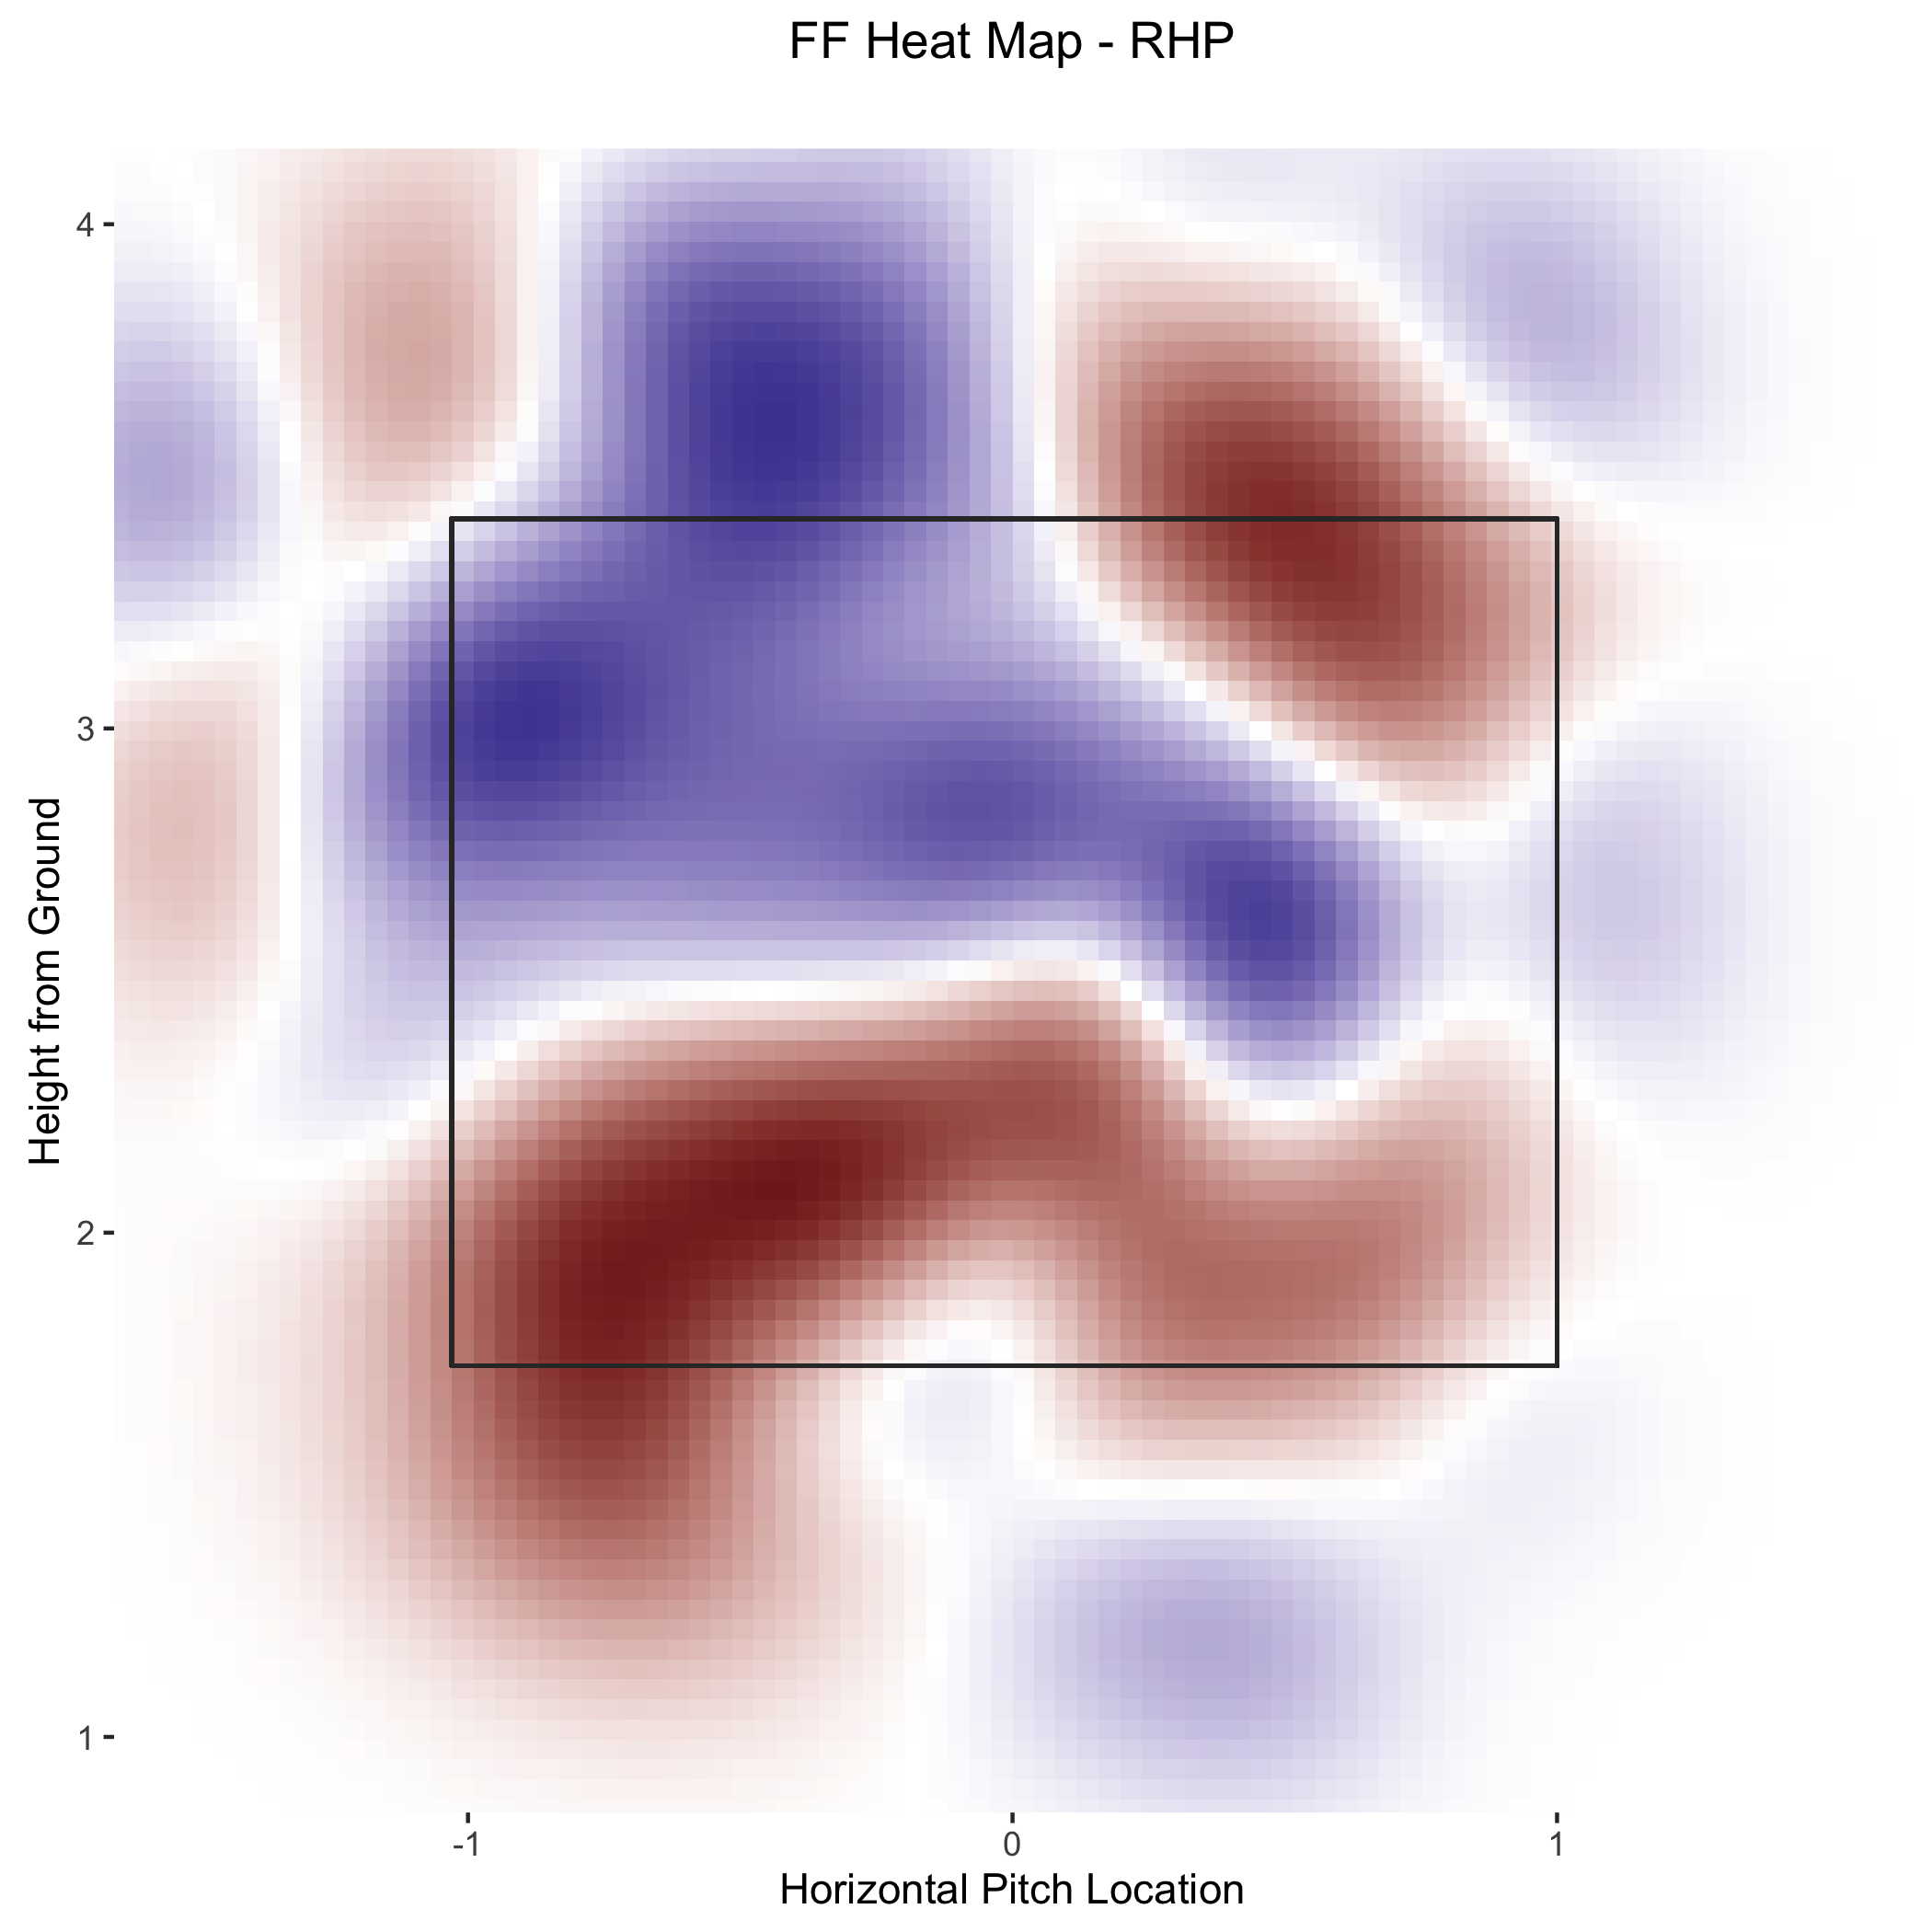 FF Heat Map - RHP
4
3
2
1
Height from Ground
-1 0 1
Horizontal Pitch Location